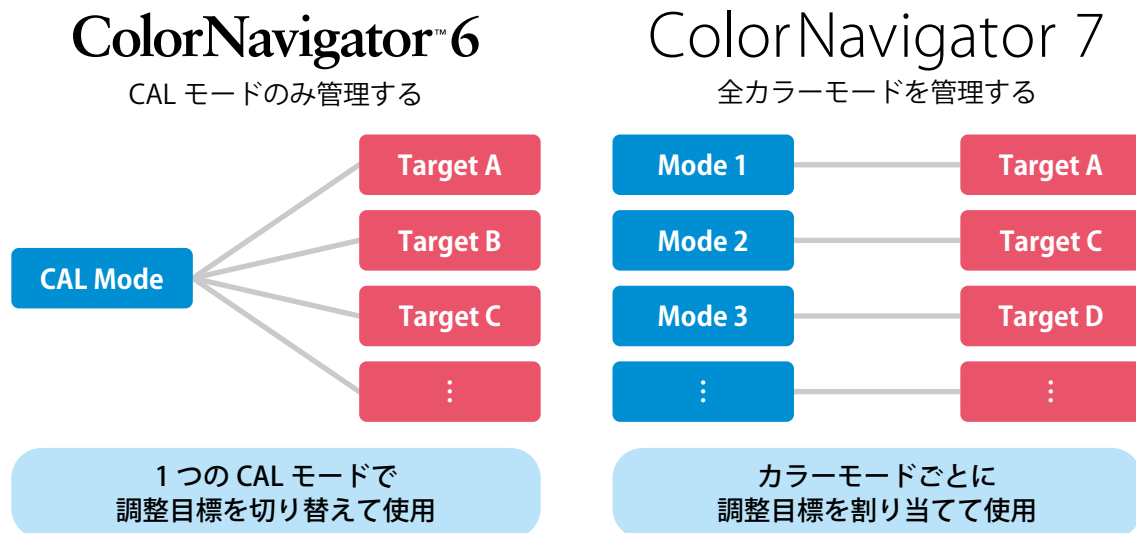 ColorNavigator™ 6
CAL モードのみ管理する
CAL Mode
Target A
Target B
Target C
⋮
1 つの CAL モードで
調整目標を切り替えて使用
ColorNavigator 7
全カラーモードを管理する
Mode 1
Target A
Mode 2
Target C
Mode 3
Target D
⋮
⋮
カラーモードごとに
調整目標を割り当てて使用